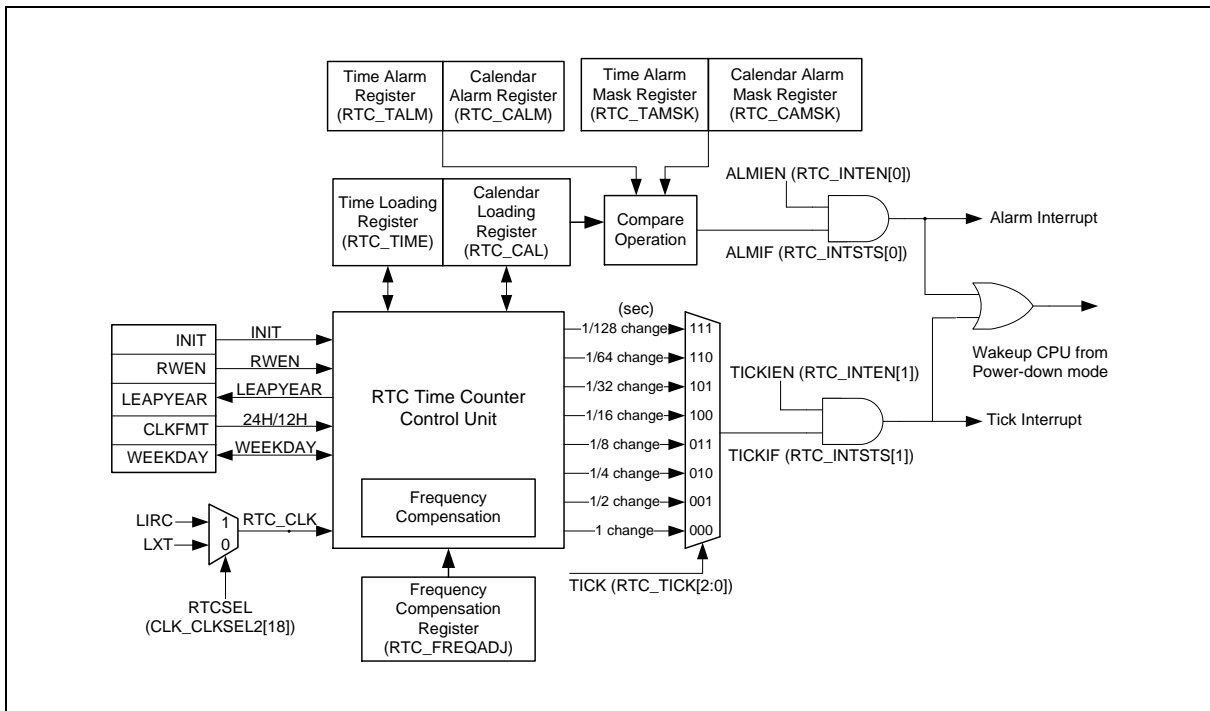 Time Alarm
Register
(RTC_TALM)
Calendar
Alarm Register
(RTC_CALM)
Time Alarm
Mask Register
(RTC_TAMSK)
Calendar Alarm
Mask Register
(RTC_CAMSK)
Time Loading
Register
(RTC_TIME)
Calendar
Loading
Register
(RTC_CAL)
Compare
Operation
ALMIEN (RTC_INTEN[0])
ALMIF (RTC_INTSTS[0])
Alarm Interrupt
Wakeup CPU from
Power-down mode
INIT
RWEN
LEAPYEAR
CLKFMT
WEEKDAY
INIT
RWEN
LEAPYEAR
24H/12H
WEEKDAY
RTC Time Counter
Control Unit
Frequency
Compensation
(sec)
1/128 change
111
1/64 change
110
1/32 change
101
1/16 change
100
1/8 change
011
1/4 change
010
1/2 change
001
1 change
000
TICKIEN (RTC_INTEN[1])
TICKIF (RTC_INTSTS[1])
Tick Interrupt
TICK (RTC_TICK[2:0])
LIRC
LXT
1
0
RTC_CLK
RTCSEL
(CLK_CLKSEL2[18])
Frequency
Compensation
Register
(RTC_FREQADJ)